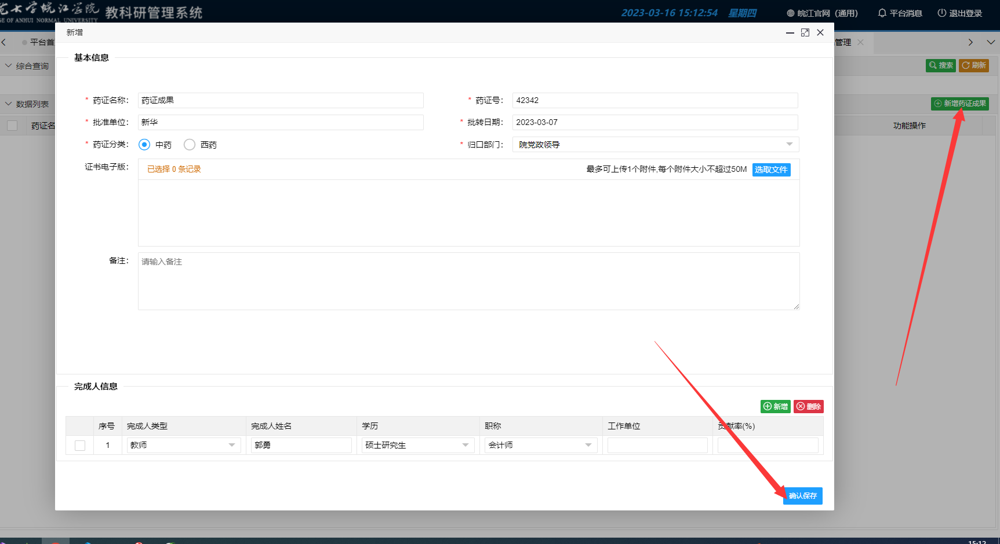 大学皖江学院 教科研管理系统
GE OF ANHUI NORMAL UNIVERSITY
2023-03-16 15:12:54 星期四
皖江官网（通用） 平台消息 退出登录
平台首
管理
综合查询
搜索 刷新
数据列表
新增药证成果
药证名
功能操作
新增
基本信息
* 药证名称： 药证成果
* 药证号： 42342
* 批准单位： 新华
* 批转日期： 2023-03-07
* 药证分类： 中药 西药
* 归口部门： 院党政领导
证书电子版： 已选择 0 条记录 最多可上传1个附件,每个附件大小不超过50M 选取文件
备注： 请输入备注
完成人信息
新增 删除
序号 完成人类型 完成人姓名 学历 职称 工作单位 贡献率(%)
1 教师 郭勇 硕士研究生 会计师
确认保存
15:12